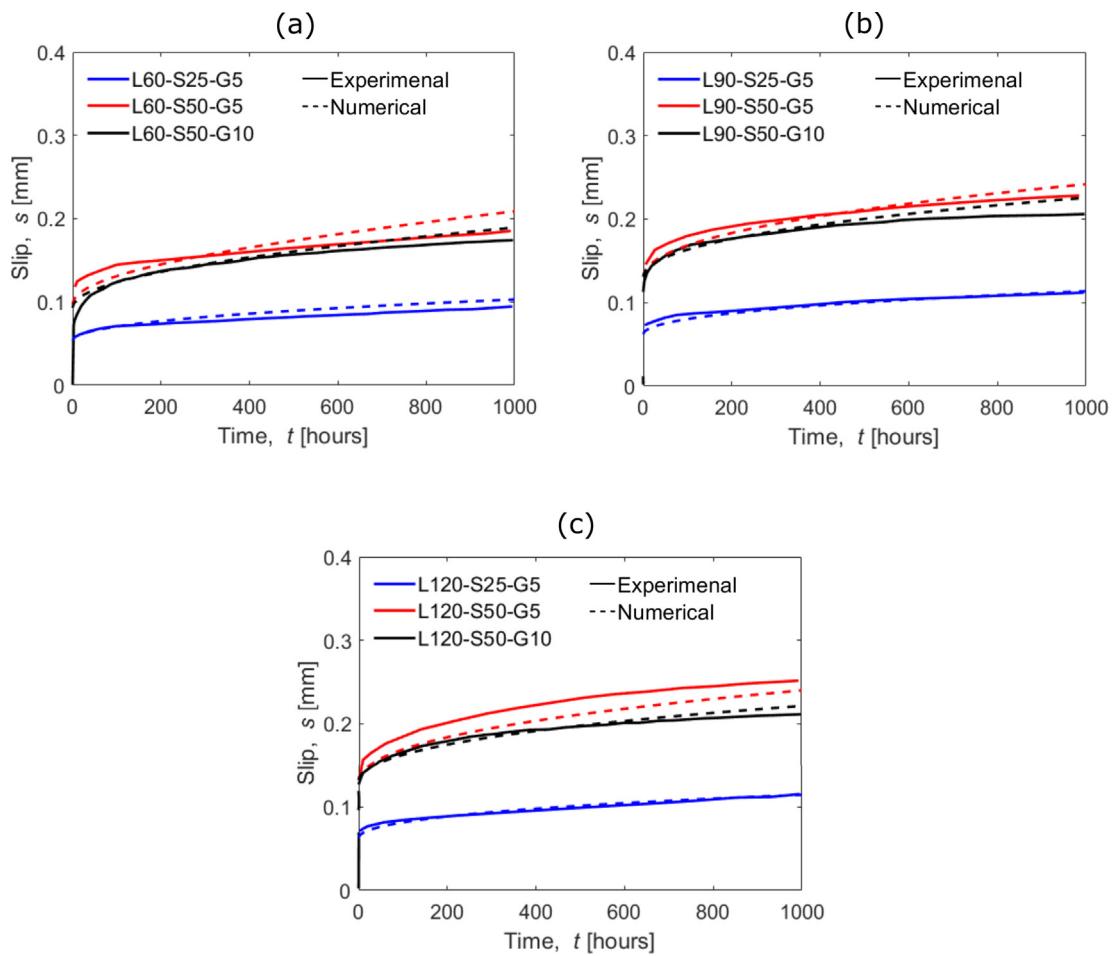 (a)
0.4
0.3
0.2
0.1
0
Slip, s [mm]
L60-S25-G5
L60-S50-G5
L60-S50-G10
Experimenal
Numerical
0 200 400 600 800 1000
Time, t [hours]
(b)
0.4
0.3
0.2
0.1
0
Slip, s [mm]
L90-S25-G5
L90-S50-G5
L90-S50-G10
Experimenal
Numerical
0 200 400 600 800 1000
Time, t [hours]
(c)
0.4
0.3
0.2
0.1
0
Slip, s [mm]
L120-S25-G5
L120-S50-G5
L120-S50-G10
Experimenal
Numerical
0 200 400 600 800 1000
Time, t [hours]